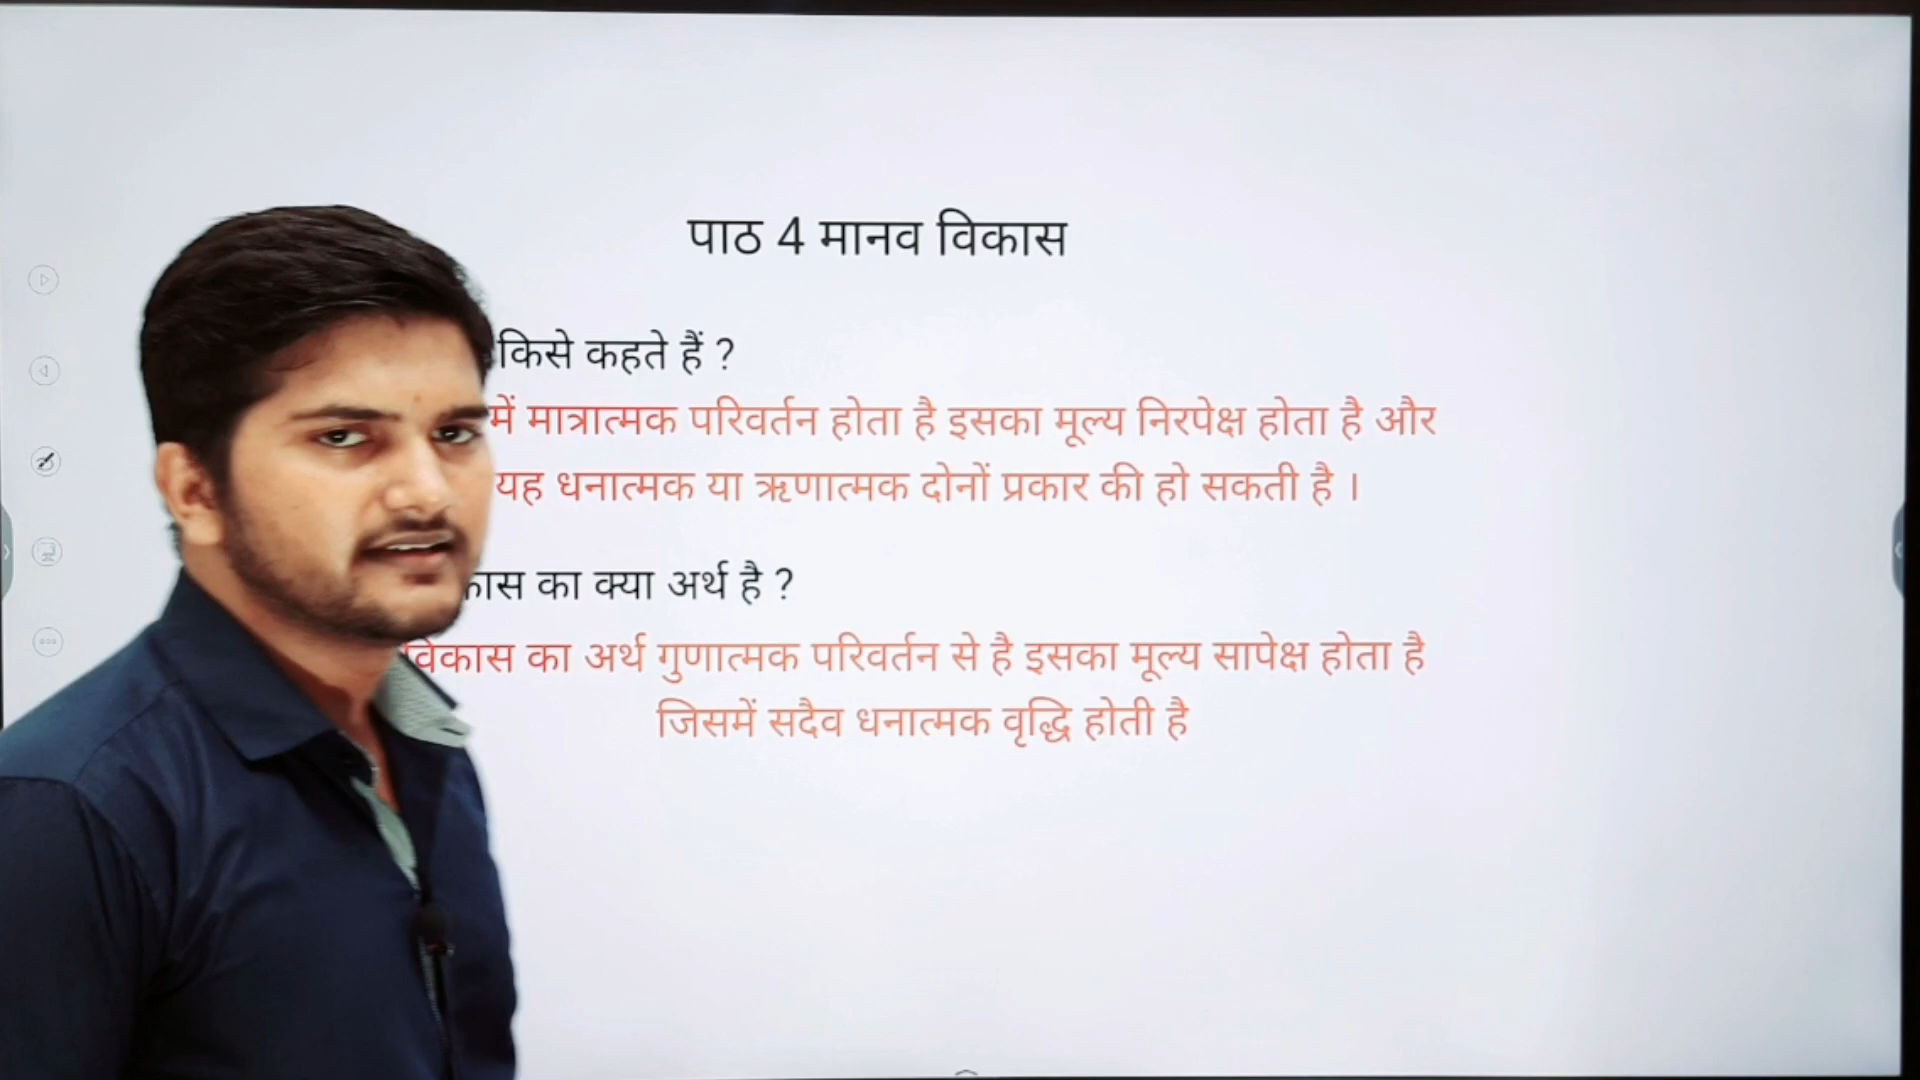 पाठ 4 मानव विकास
किसे कहते हैं ?
में मात्रात्मक परिवर्तन होता है इसका मूल्य निरपेक्ष होता है और
यह धनात्मक या ऋणात्मक दोनों प्रकार की हो सकती है ।
का क्या अर्थ है ?
विकास का अर्थ गुणात्मक परिवर्तन से है इसका मूल्य सापेक्ष होता है
जिसमें सदैव धनात्मक वृद्धि होती है